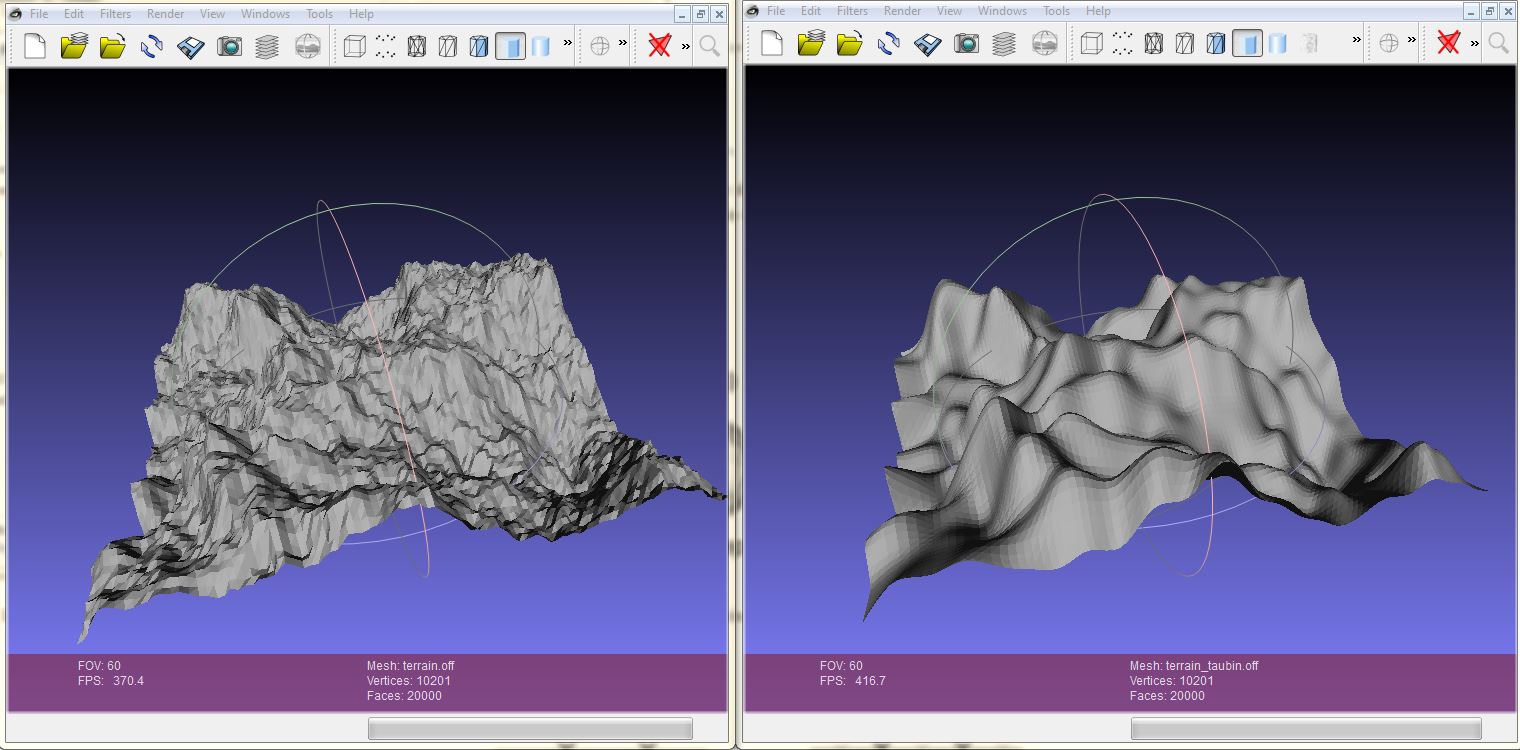 File Edit Filters Render View Windows Tools Help
»
»
»
FOV: 60
FPS: 370.4
Mesh: terrain.off
Vertices: 10201
Faces: 20000
File Edit Filters Render View Windows Tools Help
»
»
»
FOV: 60
FPS: 416.7
Mesh: terrain_taubin.off
Vertices: 10201
Faces: 20000